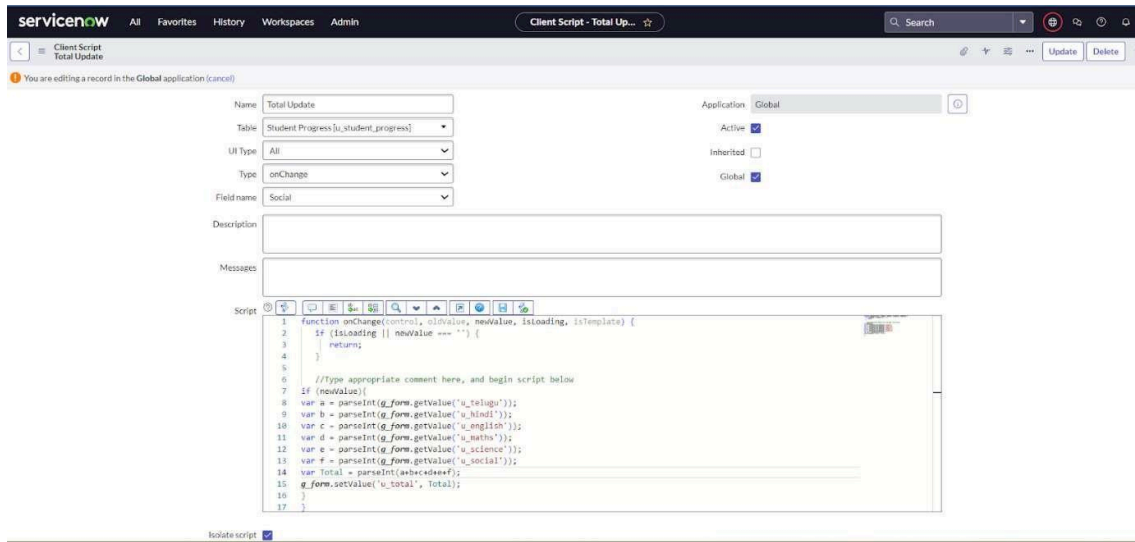 servicenow All Favorites History Workspaces Admin Client Script - Total Up... Search
Client Script
Total Update
Update Delete
You are editing a record in the Global application (cancel)
Name Total Update Application Global
Table Student Progress [u_student_progress] Active
UI Type All Inherited
Type onChange Global
Field name Social
Description
Messages
Script
1 function onChange(control, oldValue, newValue, isLoading, isTemplate) {
2 if (isLoading || newValue === '') {
3 return;
4 }
5
6 //Type appropriate comment here, and begin script below
7 if (newValue){
8 var a = parseInt(g_form.getValue('u_telugu'));
9 var b = parseInt(g_form.getValue('u_hindi'));
10 var c = parseInt(g_form.getValue('u_english'));
11 var d = parseInt(g_form.getValue('u_maths'));
12 var e = parseInt(g_form.getValue('u_science'));
13 var f = parseInt(g_form.getValue('u_social'));
14 var Total = parseInt(a+b+c+d+e+f);
15 g_form.setValue('u_total', Total);
16 }
17 }
Isolate script